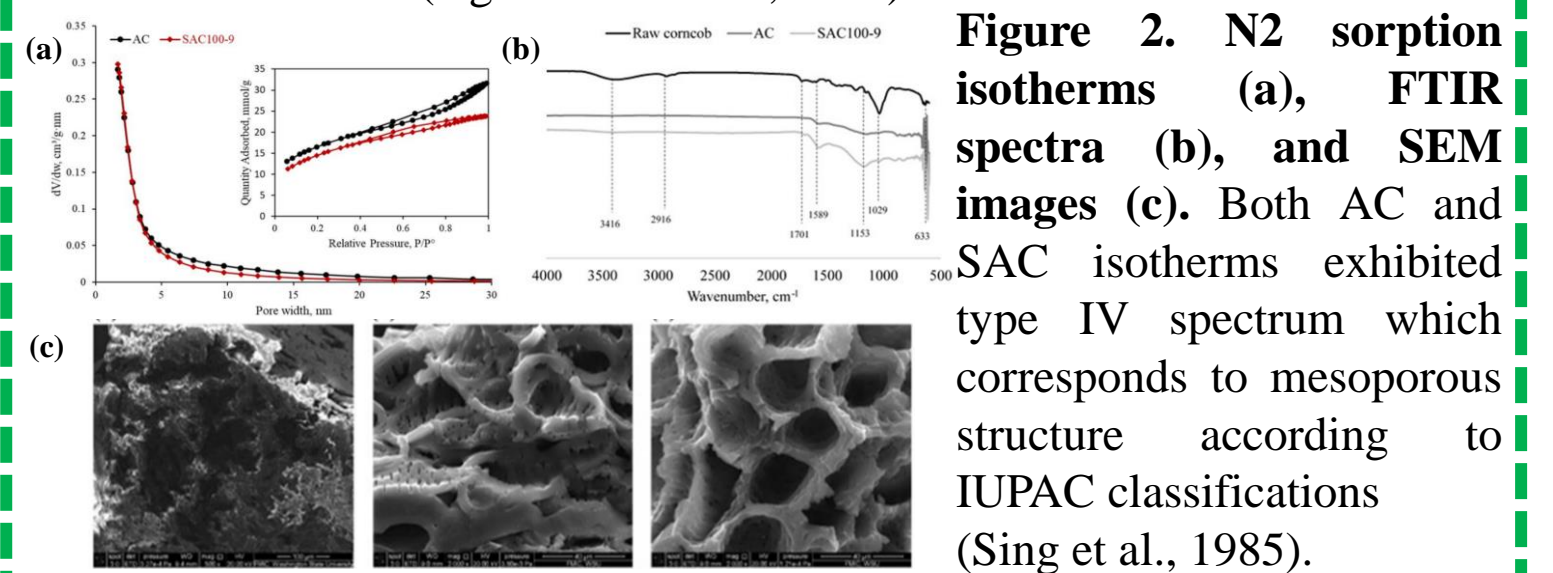 (a)
AC
SAC100-9
0.35
0.3
0.25
0.2
0.15
0.1
0.05
0
dV/dw, cm³/g·nm
0
5
10
15
20
25
30
Pore width, nm
35
30
25
20
15
10
5
0
Quantity Adsorbed, mmol/g
0
0.2
0.4
0.6
0.8
1
Relative Pressure, P/P°
(b)
Raw corncob
AC
SAC100-9
3416
2916
1701
1589
1153
1029
633
4000
3500
3000
2500
2000
1500
1000
500
Wavenumber, cm⁻¹
(c)
Figure 2. N2 sorption
isotherms (a), FTIR
spectra (b), and SEM
images (c). Both AC and
SAC isotherms exhibited
type IV spectrum which
corresponds to mesoporous
structure according to
IUPAC classifications
(Sing et al., 1985).